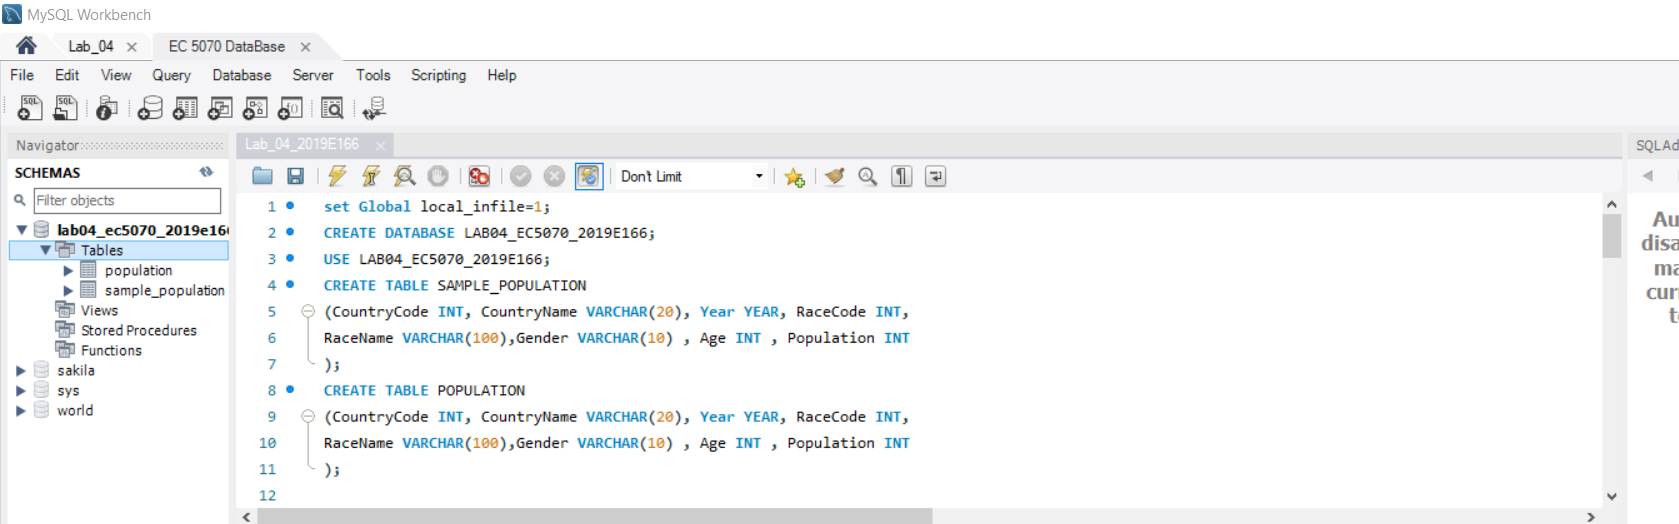 MySQL Workbench
Lab_04 ×
EC 5070 DataBase ×
File Edit View Query Database Server Tools Scripting Help
Navigator
SCHEMAS
Filter objects
lab04_ec5070_2019e16
Tables
population
sample_population
Views
Stored Procedures
Functions
sakila
sys
world
Lab_04_2019E166 ×
Don't Limit
1 set Global local_infile=1;
2 CREATE DATABASE LAB04_EC5070_2019E166;
3 USE LAB04_EC5070_2019E166;
4 CREATE TABLE SAMPLE_POPULATION
5 (CountryCode INT, CountryName VARCHAR(20), Year YEAR, RaceCode INT,
6 RaceName VARCHAR(100),Gender VARCHAR(10) , Age INT , Population INT
7 );
8 CREATE TABLE POPULATION
9 (CountryCode INT, CountryName VARCHAR(20), Year YEAR, RaceCode INT,
10 RaceName VARCHAR(100),Gender VARCHAR(10) , Age INT , Population INT
11 );
12
SQLAd
Au
disa
ma
curr
t